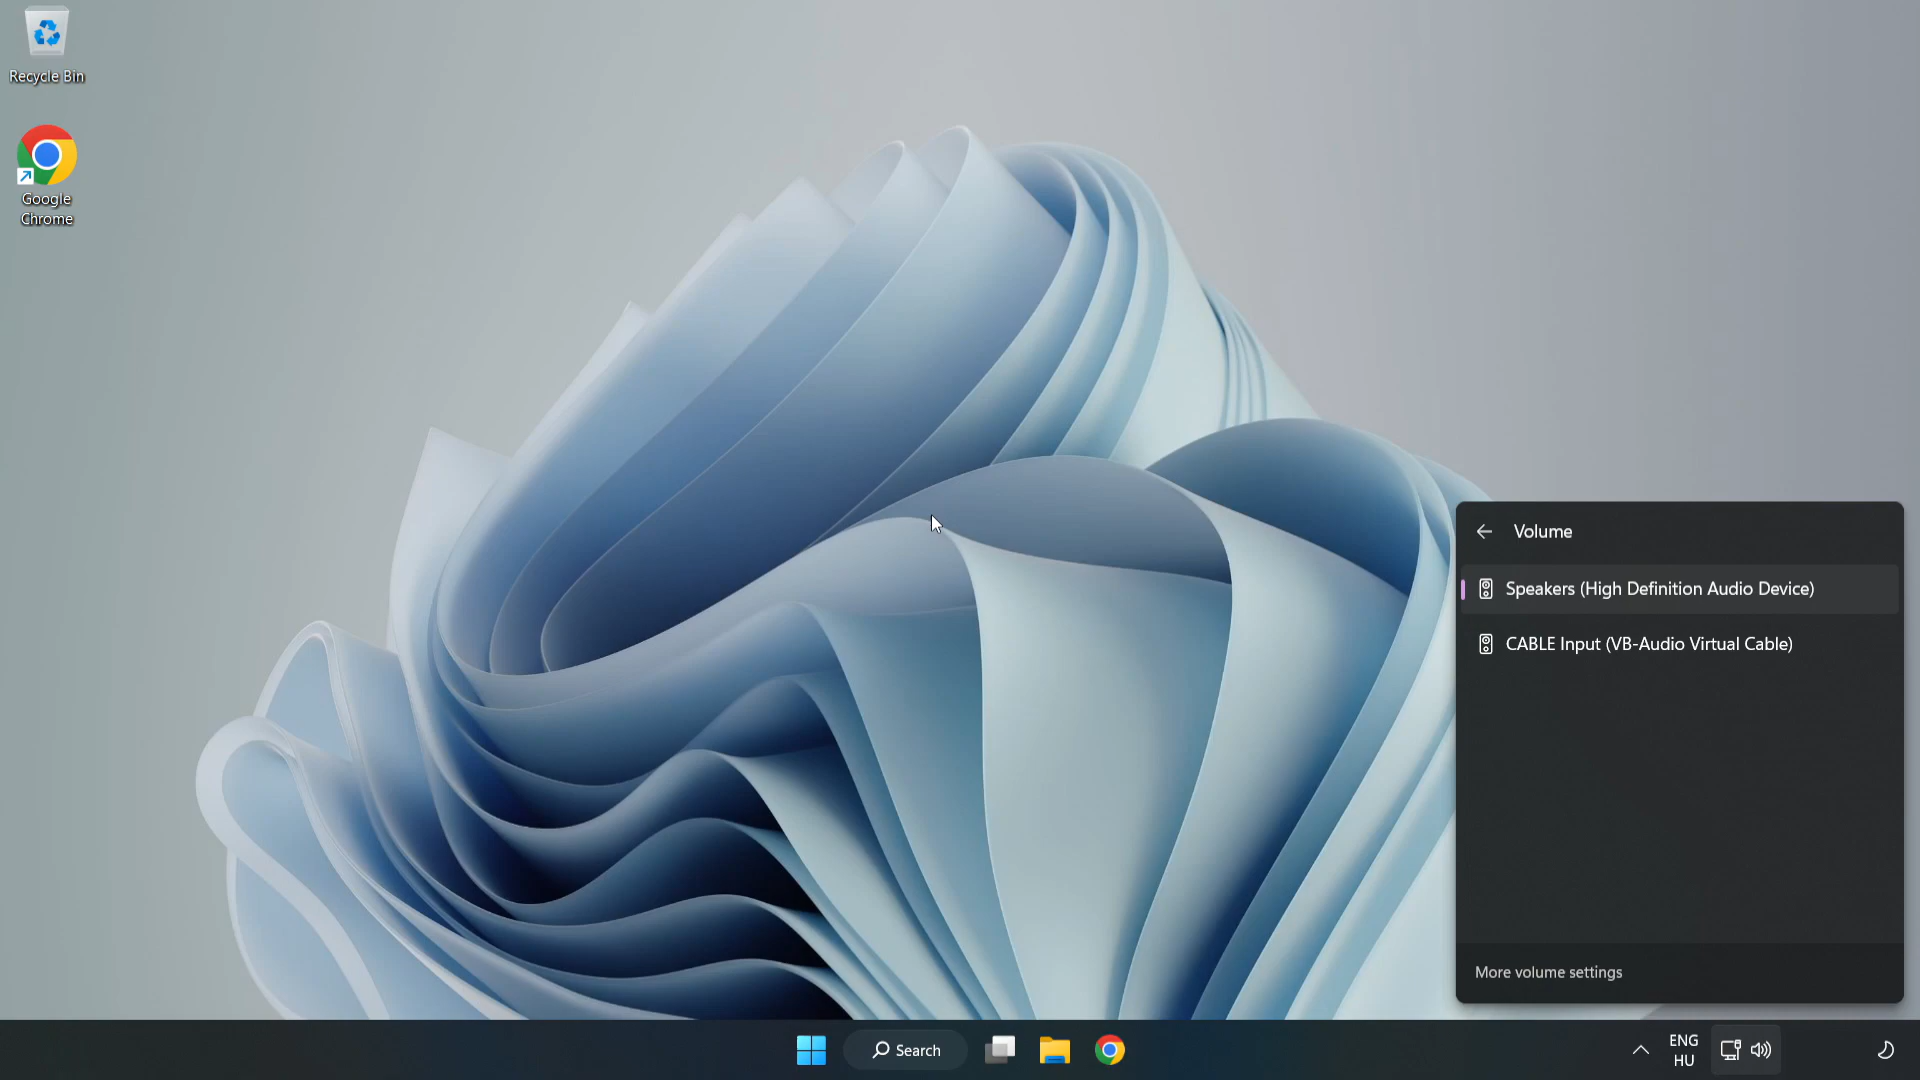 Recycle Bin
Google
Chrome
Volume
Speakers (High Definition Audio Device)
CABLE Input (VB-Audio Virtual Cable)
More volume settings
Search
ENG
HU